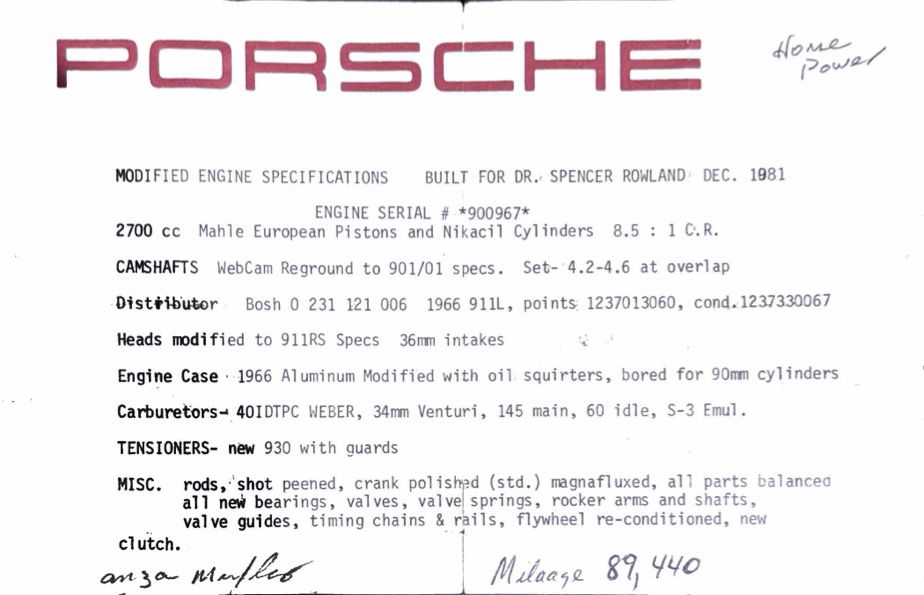 PORSCHE
Home
Power
MODIFIED ENGINE SPECIFICATIONS BUILT FOR DR. SPENCER ROWLAND DEC. 1981
ENGINE SERIAL # *900967*
2700 cc Mahle European Pistons and Nikacil Cylinders 8.5 : 1 C.R.
CAMSHAFTS WebCam Reground to 901/01 specs. Set- 4.2-4.6 at overlap
Distributor Bosh 0 231 121 006 1966 911L, points 1237013060, cond.1237330067
Heads modified to 911RS Specs 36mm intakes
Engine Case 1966 Aluminum Modified with oil squirters, bored for 90mm cylinders
Carburetors- 40IDTPC WEBER, 34mm Venturi, 145 main, 60 idle, S-3 Emul.
TENSIONERS- new 930 with guards
MISC. rods, shot peened, crank polished (std.) magnafluxed, all parts balanced
all new bearings, valves, valve springs, rocker arms and shafts,
valve guides, timing chains & rails, flywheel re-conditioned, new
clutch.
anza
Milaage 89,440